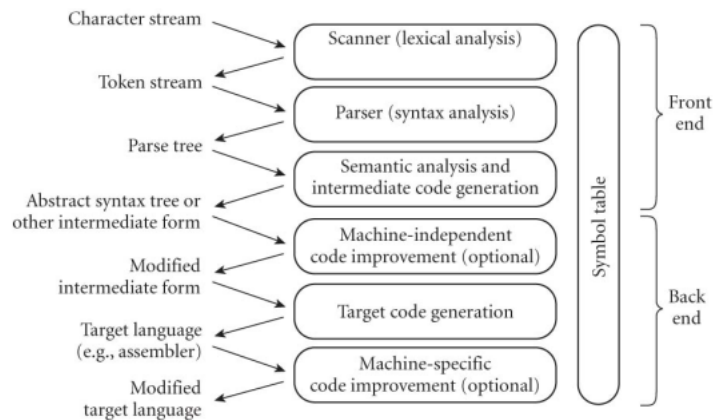 Character stream
Scanner (lexical analysis)
Token stream
Parser (syntax analysis)
Parse tree
Semantic analysis and
intermediate code generation
Abstract syntax tree or
other intermediate form
Machine-independent
code improvement (optional)
Modified
intermediate form
Target code generation
Target language
(e.g., assembler)
Machine-specific
code improvement (optional)
Modified
target language
Symbol table
Front
end
Back
end